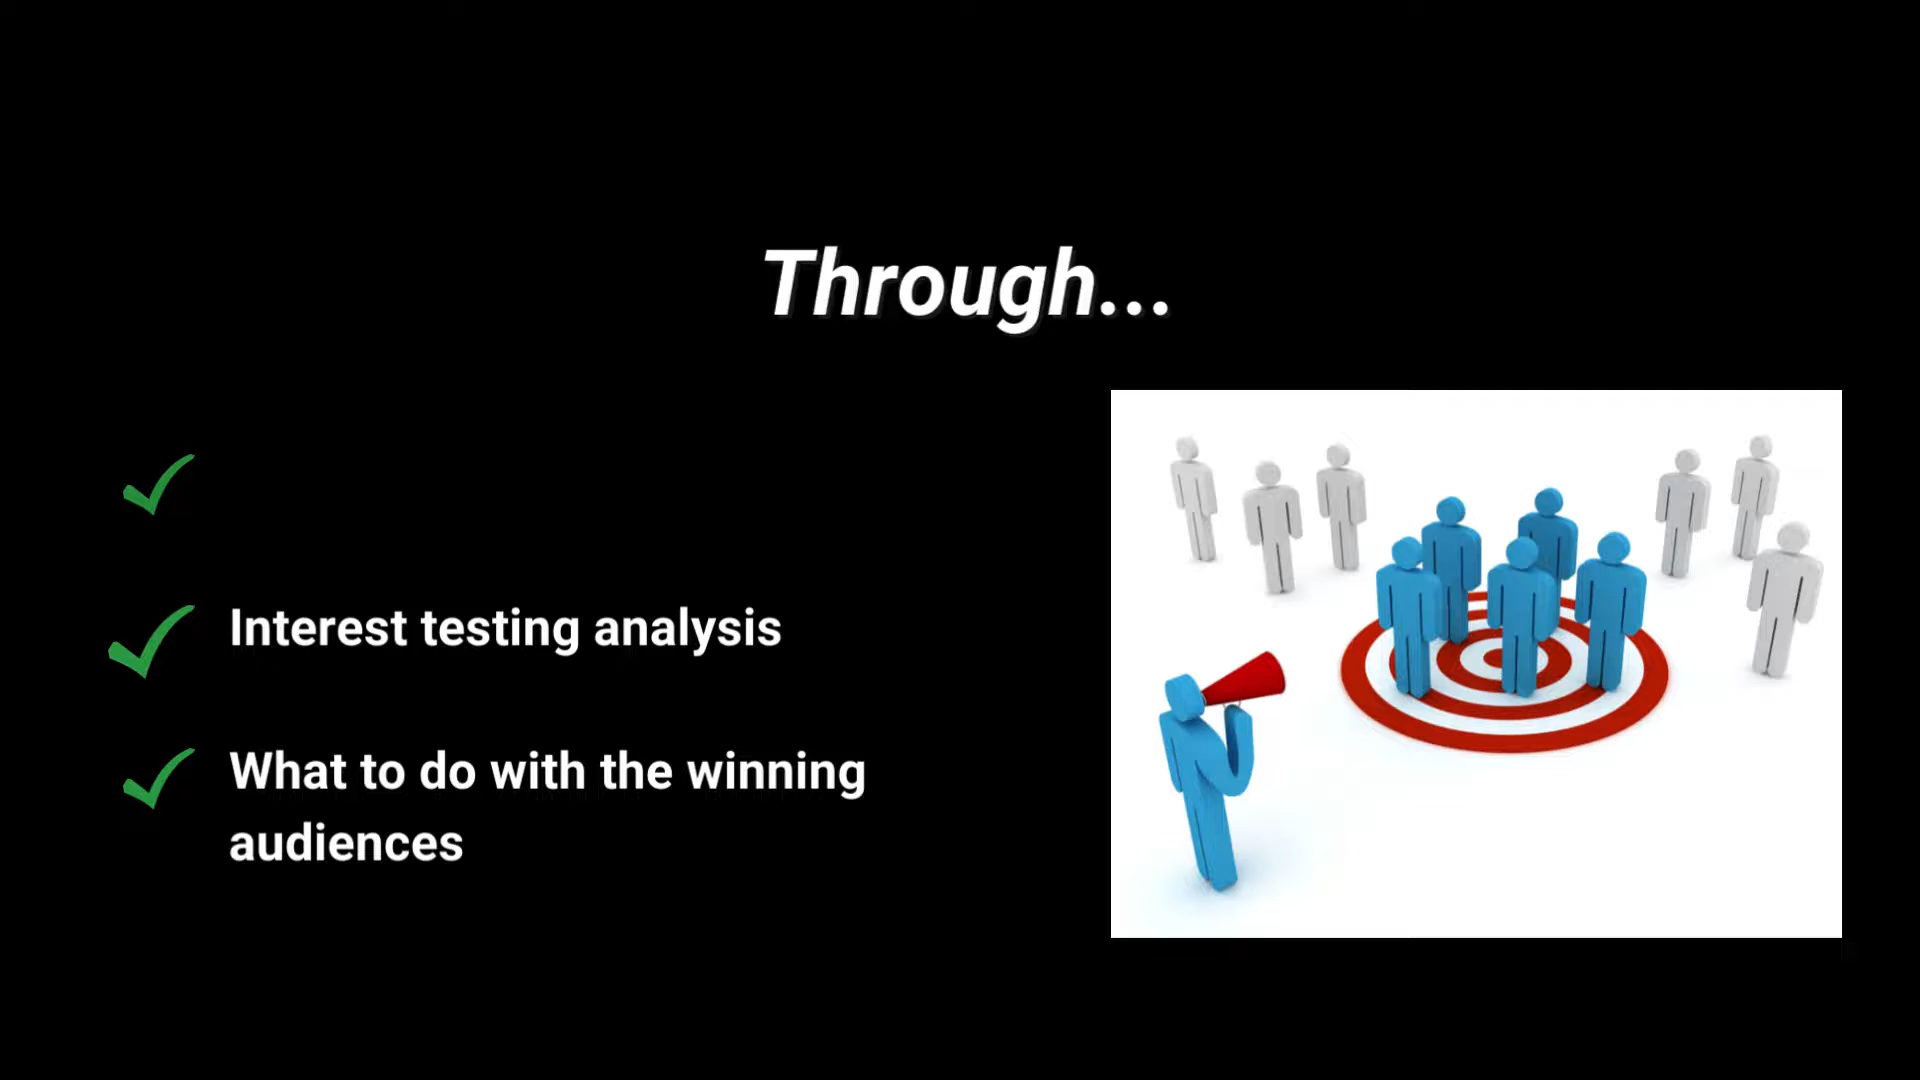 Through...
Interest testing analysis
What to do with the winning
audiences